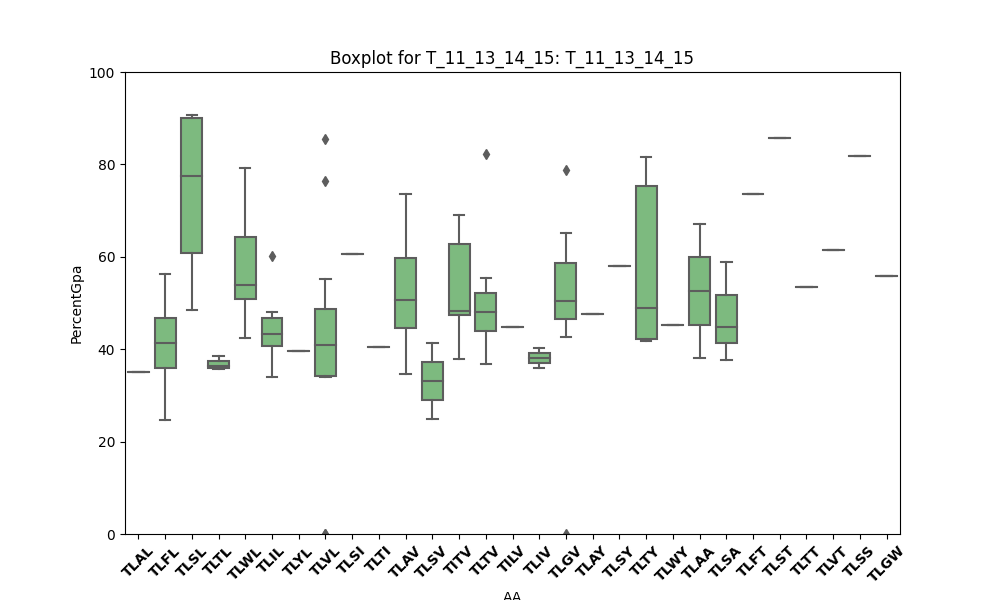 Boxplot for T_11_13_14_15: T_11_13_14_15
100
80
60
40
20
0
PercentGpa
TLAL TLFL TLSL TLTL TLWL TLIL TLYL TLVL TLSI TLTI TLAV TLSV TITV TLTV TILV TLIV TLGV TLAY TLSY TLTY TLWY TLAA TLSA TLFT TLST TLTT TLVT TLSS TLGW
AA